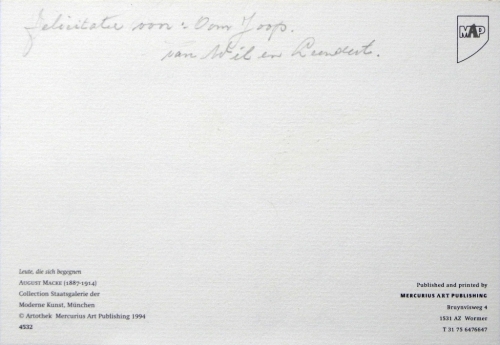 Felicitatie voor: Oom Joop.
van Wil en Leendert.
MAP
Leute, die sich begegnen
August Macke (1887-1914)
Collection Staatsgalerie der
Moderne Kunst, München
© Artothek Mercurius Art Publishing 1994
4532
Published and printed by
MERCURIUS ART PUBLISHING
Bruynvisweg 4
1531 AZ Wormer
T 31 75 6476647